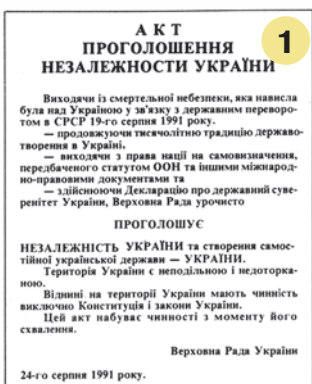 АКТ
1
ПРОГОЛОШЕННЯ
НЕЗАЛЕЖНОСТИ УКРАЇНИ
Виходячи із смертельної небезпеки, яка нависла
була над Україною у зв'язку з державним переворо-
том в СРСР 19-го серпня 1991 року.
— продовжуючи тисячолітню традицію державо-
творення в Україні,
— виходячи з права нації на самовизначення,
передбаченого статутом ООН та іншими міжнарод-
но-правовими документами та
— здійснюючи Декларацію про державний суве-
ренітет України, Верховна Рада урочисто
ПРОГОЛОШУЄ
НЕЗАЛЕЖНІСТЬ УКРАЇНИ та створення самос-
тійної української держави — УКРАЇНИ.
Територія України є неподільною і недоторка-
ною.
Віднині на території України мають чинність
виключно Конституція і закони України.
Цей акт набуває чинності з моменту його
схвалення.
Верховна Рада України
24-го серпня 1991 року.